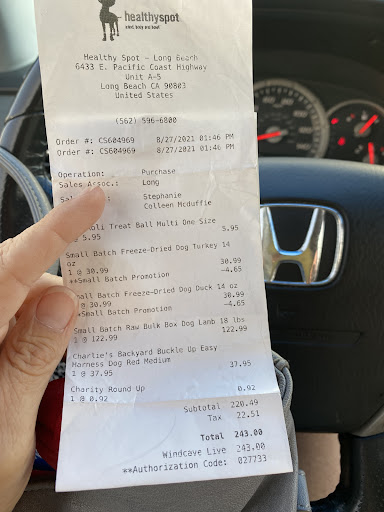 healthyspot
Healthy Spot - Long Beach
6433 E. Pacific Coast Highway
Unit A-5
Long Beach CA 90803
United States
(562) 596-6800
Order #: CS604969 8/27/2021 01:46 PM
Order #: CS604969 8/27/2021 01:46 PM
Operation: Purchase
Sales Assoc.: Long
Stephanie
Colleen Mcduffie
Treat Ball Multi One Size
@ 5.95 5.95
Small Batch Freeze-Dried Dog Turkey 14
oz
1 @ 30.99 30.99
**Small Batch Promotion -4.65
Small Batch Freeze-Dried Dog Duck 14 oz
@ 30.99 30.99
*Small Batch Promotion -4.65
Small Batch Raw Bulk Box Dog Lamb 18 lbs
1 @ 122.99 122.99
Charlie's Backyard Buckle Up Easy
Harness Dog Red Medium
1 @ 37.95 37.95
Charity Round Up
1 @ 0.92 0.92
Subtotal 220.49
Tax 22.51
Total 243.00
Windcave Live 243.00
**Authorization Code: 027733